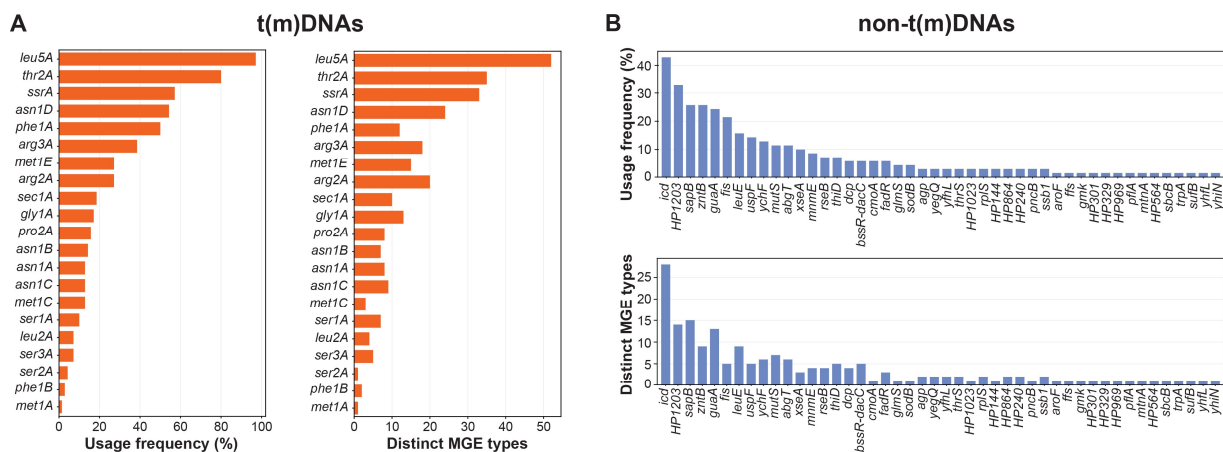 A
t(m)DNAs
leu5A
thr2A
ssrA
asn1D
phe1A
arg3A
met1E
arg2A
sec1A
gly1A
pro2A
asn1B
asn1A
asn1C
met1C
ser1A
leu2A
ser3A
ser2A
phe1B
met1A
0 20 40 60 80 100
Usage frequency (%)
leu5A
thr2A
ssrA
asn1D
phe1A
arg3A
met1E
arg2A
sec1A
gly1A
pro2A
asn1B
asn1A
asn1C
met1C
ser1A
leu2A
ser3A
ser2A
phe1B
met1A
0 10 20 30 40 50
Distinct MGE types
B
non-t(m)DNAs
Usage frequency (%)
40
30
20
10
0
icd HP1203 sapB zntB guaA fis leuE uspF ychF mutS abgT xseA mnmE rseB thiD dcp bssR-dacC cmoA fadR glmS sodB agp yegQ yfhL thrS HP1023 rplS HP144 HP864 HP240 pncB ssb1 aroF ffs gmk HP301 HP329 HP969 pflA mtnA HP564 sbcB trpA sufB yhfL yhiN
Distinct MGE types
25
20
15
10
5
0
icd HP1203 sapB zntB guaA fis leuE uspF ychF mutS abgT xseA mnmE rseB thiD dcp bssR-dacC cmoA fadR glmS sodB agp yegQ yfhL thrS HP1023 rplS HP144 HP864 HP240 pncB ssb1 aroF ffs gmk HP301 HP329 HP969 pflA mtnA HP564 sbcB trpA sufB yhfL yhiN